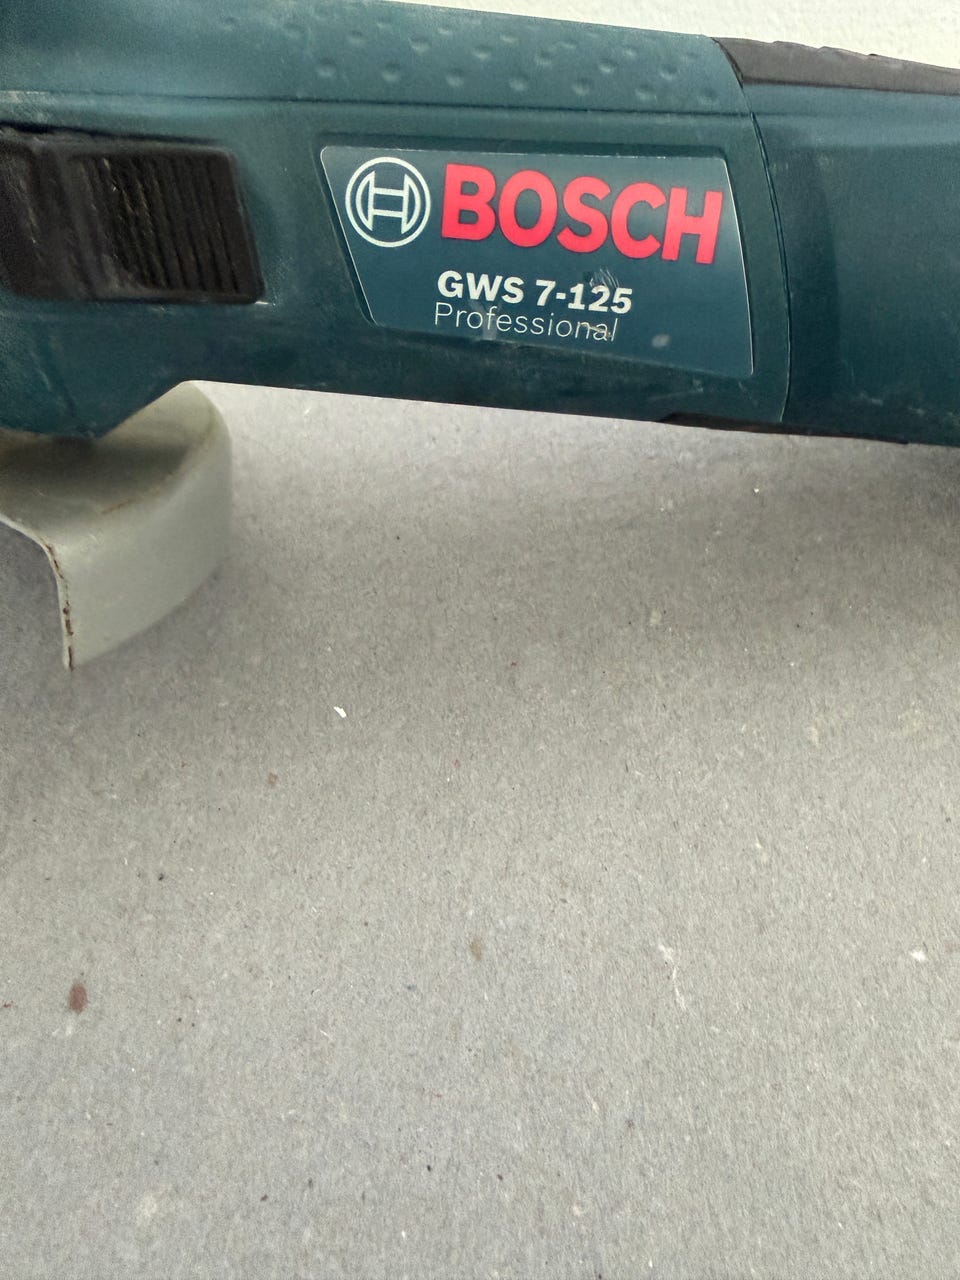 BOSCH
GWS 7-125
Professional